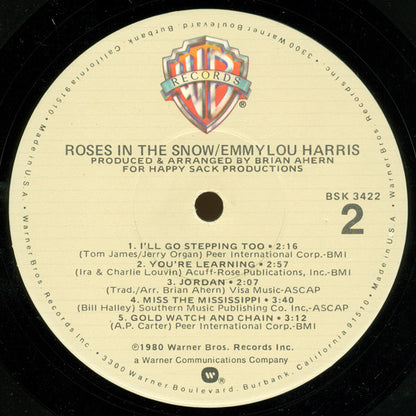 WB
RECORDS
ROSES IN THE SNOW/EMMYLOU HARRIS
PRODUCED & ARRANGED BY BRIAN AHERN
FOR HAPPY SACK PRODUCTIONS
BSK 3422
2
1. I'LL GO STEPPING TOO • 2:16
(Tom James/Jerry Organ) Peer International Corp.-BMI
2. YOU'RE LEARNING • 2:57
(Ira & Charlie Louvin) Acuff-Rose Publications, Inc.-BMI
3. JORDAN • 2:07
(Trad./Arr. Brian Ahern) Visa Music-ASCAP
4. MISS THE MISSISSIPPI • 3:40
(Bill Halley) Southern Music Publishing Co. Inc.-ASCAP
5. GOLD WATCH AND CHAIN • 3:12
(A.P. Carter) Peer International Corp.-BMI
℗1980 Warner Bros. Records Inc.
a Warner Communications Company
Warner Bros. Records Inc. • 3300 Warner Boulevard, Burbank, California 91510 • Made in U.S.A. •
Warner Bros. Records Inc. • 3300 Warner Boulevard, Burbank, California 91510 • Made in U.S.A. •